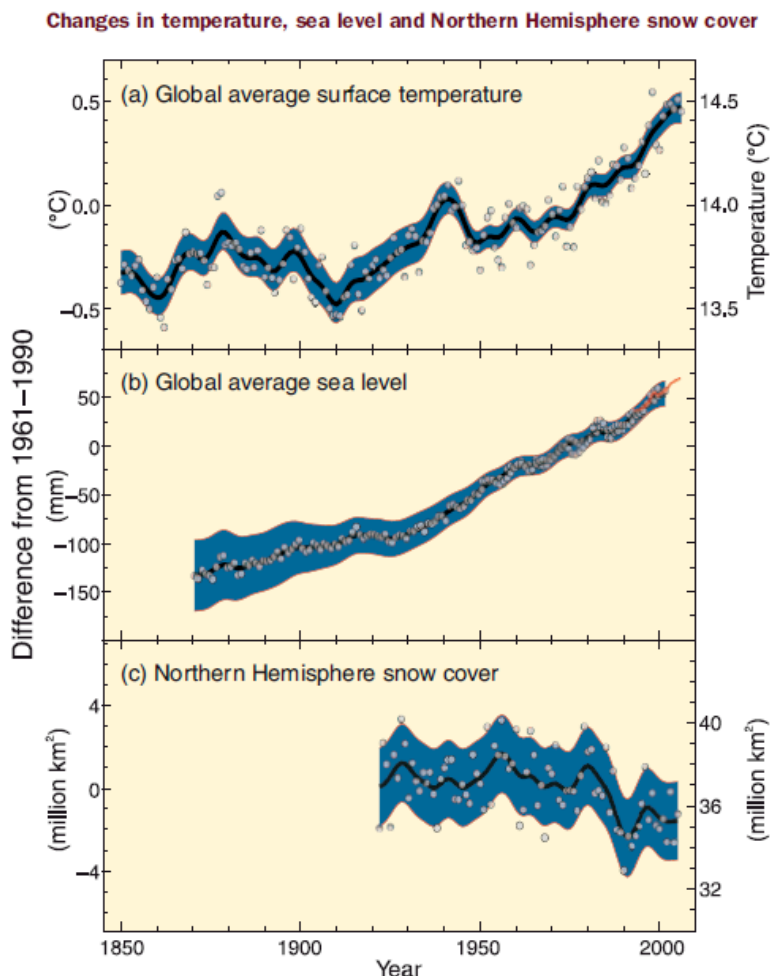 Changes in temperature, sea level and Northern Hemisphere snow cover
(a) Global average surface temperature
0.5
0.0
−0.5
(°C)
14.5
14.0
13.5
Temperature (°C)
(b) Global average sea level
50
0
−50
−100
−150
(mm)
Difference from 1961–1990
(c) Northern Hemisphere snow cover
4
0
−4
(million km²)
40
36
32
(million km²)
1850 1900 1950 2000
Year